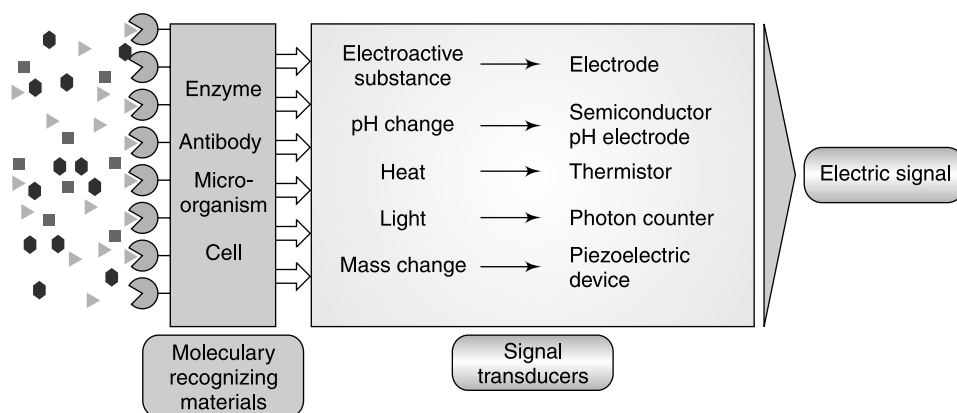 Enzyme
Antibody
Micro-
organism
Cell
Electroactive
substance
Electrode
pH change
Semiconductor
pH electrode
Heat
Thermistor
Light
Photon counter
Mass change
Piezoelectric
device
Electric signal
Moleculary
recognizing
materials
Signal
transducers